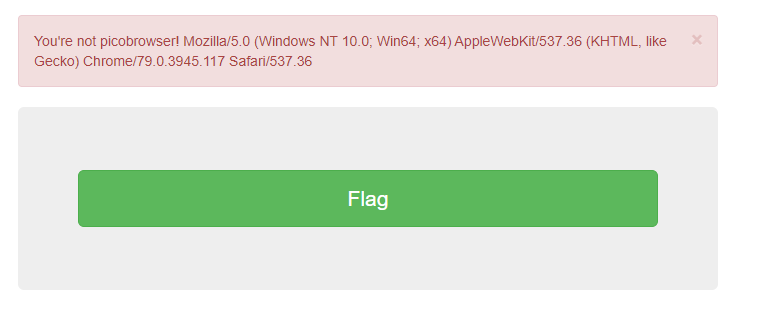 You're not picobrowser! Mozilla/5.0 (Windows NT 10.0; Win64; x64) AppleWebKit/537.36 (KHTML, like
Gecko) Chrome/79.0.3945.117 Safari/537.36
×
Flag